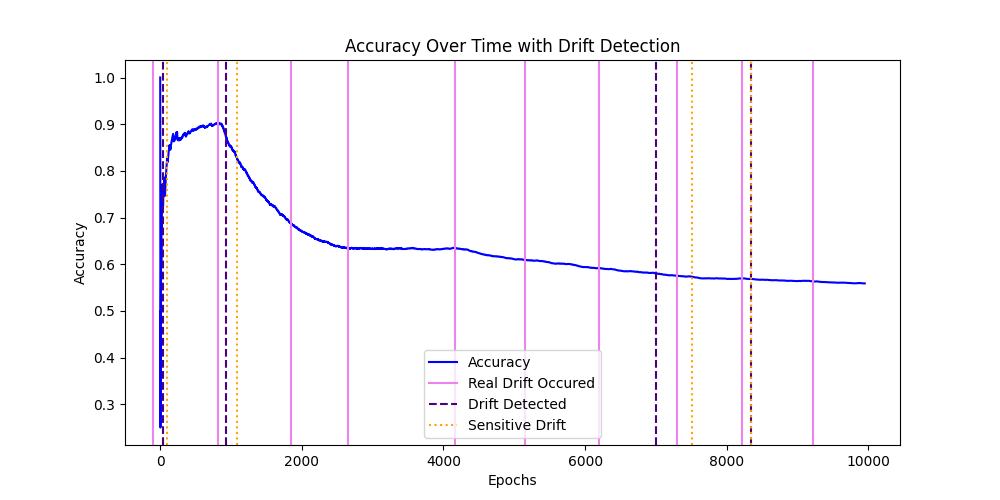 Accuracy Over Time with Drift Detection
Accuracy
1.0
0.9
0.8
0.7
0.6
0.5
0.4
0.3
Accuracy
Real Drift Occured
Drift Detected
Sensitive Drift
0 2000 4000 6000 8000 10000
Epochs